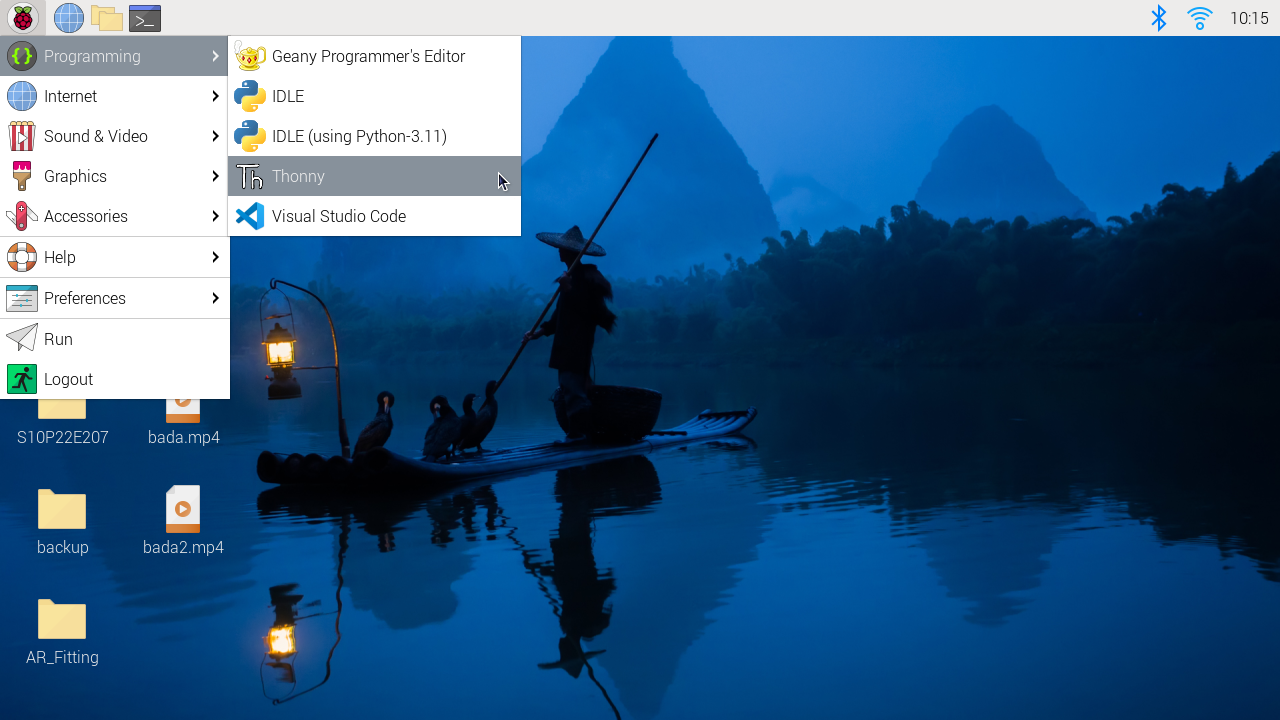 >_
10:15
Programming
Internet
Sound & Video
Graphics
Accessories
Help
Preferences
Run
Logout
Geany Programmer's Editor
IDLE
IDLE (using Python-3.11)
Th Thonny
Visual Studio Code
S10P22E207
bada.mp4
backup
bada2.mp4
AR_Fitting